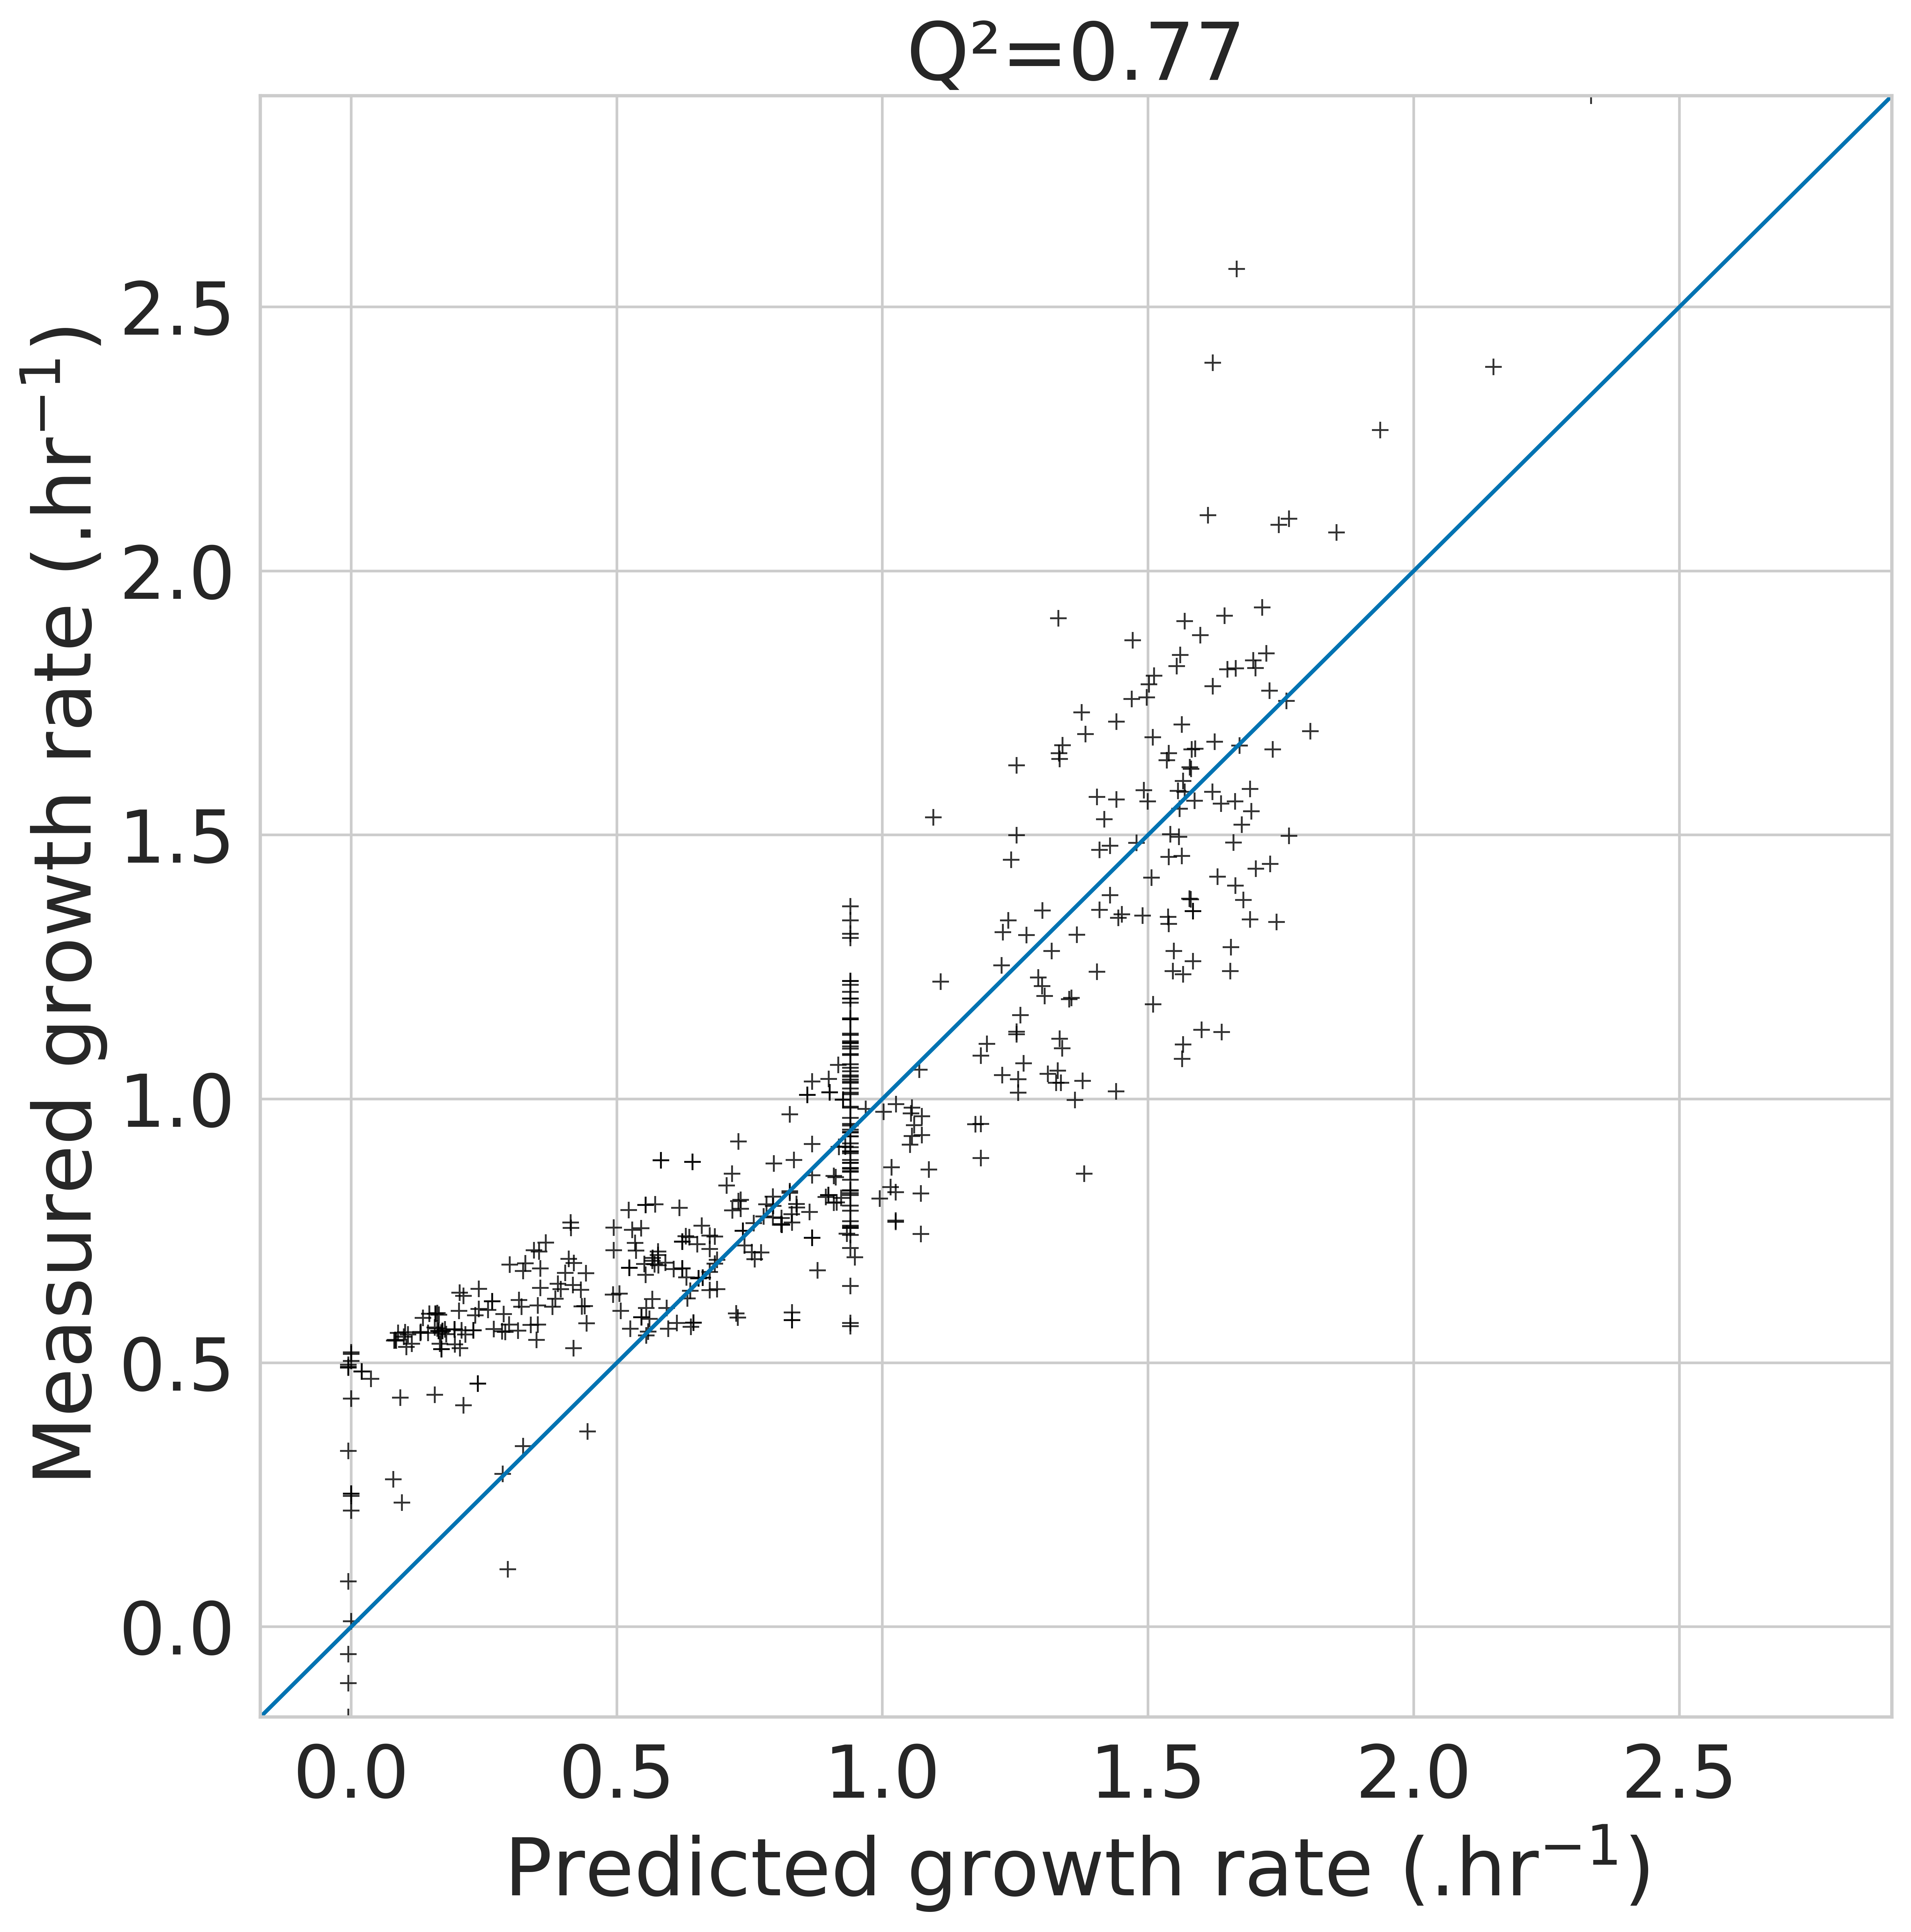 Q²=0.77
Measured growth rate (.hr⁻¹)
2.5
2.0
1.5
1.0
0.5
0.0
0.0 0.5 1.0 1.5 2.0 2.5
Predicted growth rate (.hr⁻¹)